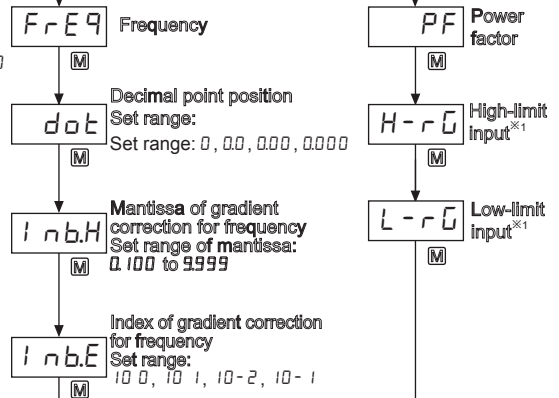 FrE9
Frequency
M
dot
Decimal point position
Set range:
Set range: 0, 0.0, 0.00, 0.000
M
Inb.H
Mantissa of gradient
correction for frequency
Set range of mantissa:
0.100 to 9.999
M
Inb.E
Index of gradient correction
for frequency
Set range:
10 0, 10 1, 10-2, 10-1
M
PF
Power
factor
M
H-rG
High-limit
input※1
M
L-rG
Low-limit
input※1
M